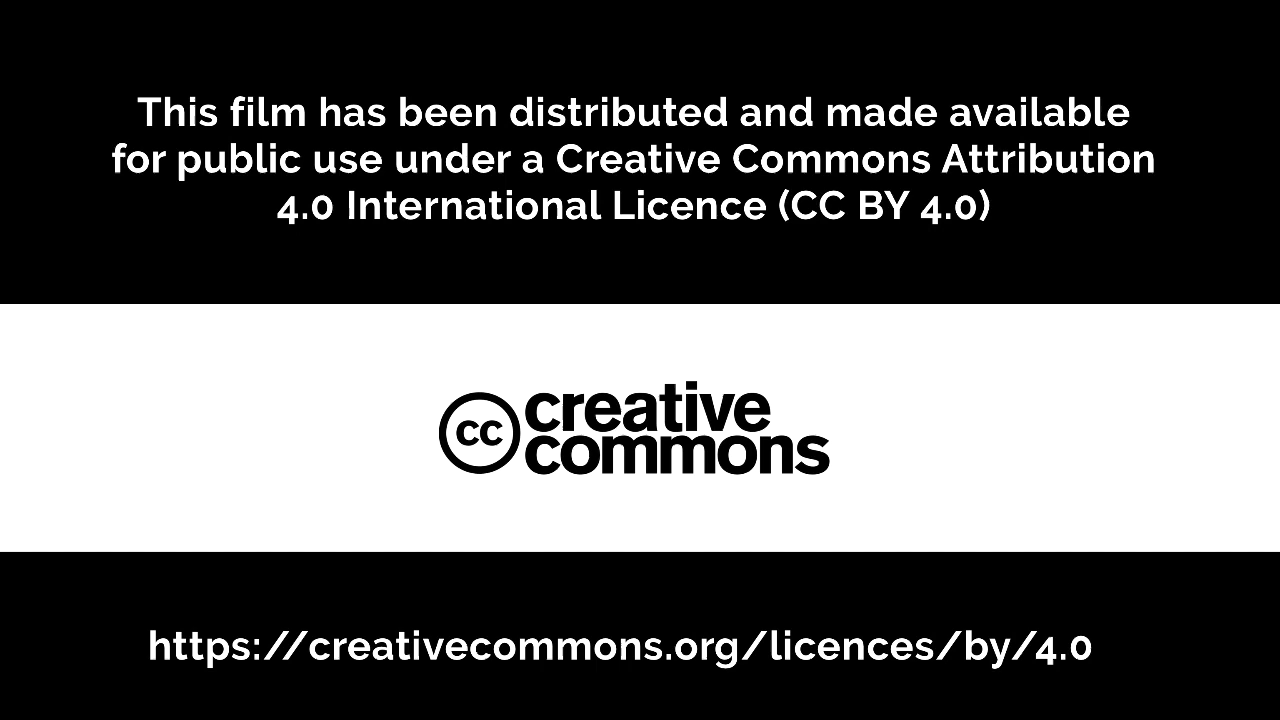 This film has been distributed and made available
for public use under a Creative Commons Attribution
4.0 International Licence (CC BY 4.0)
cc creative
commons
https://creativecommons.org/licences/by/4.0